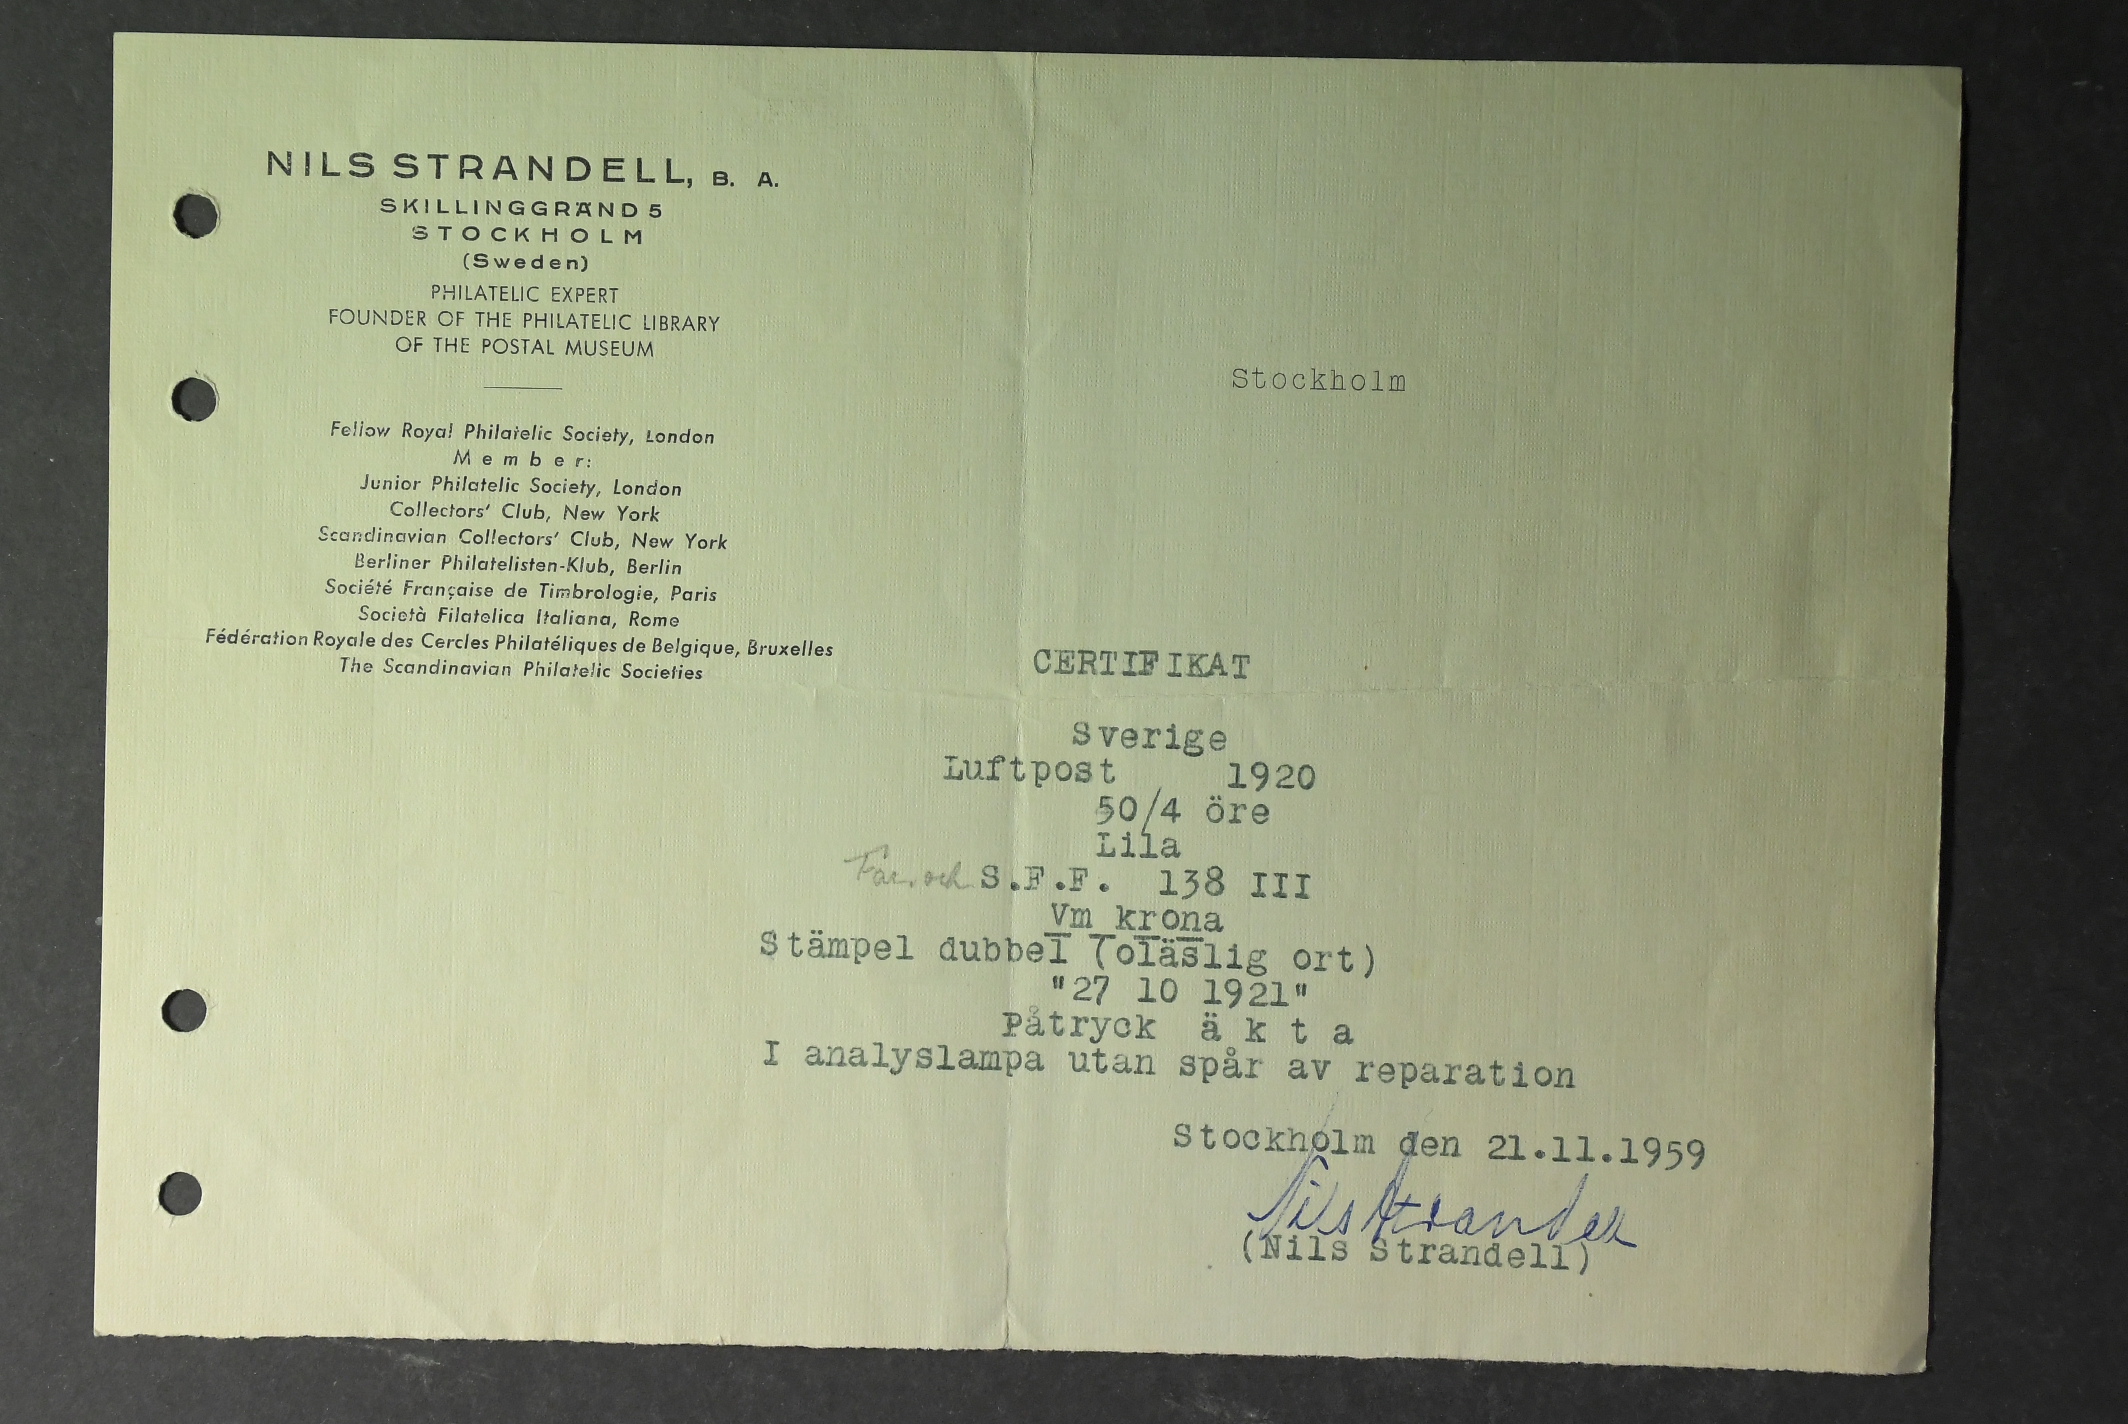 NILS STRANDELL, B. A.
SKILLINGGRÄND 5
STOCKHOLM
(Sweden)
PHILATELIC EXPERT
FOUNDER OF THE PHILATELIC LIBRARY
OF THE POSTAL MUSEUM
Stockholm
Fellow Royal Philatelic Society, London
Member:
Junior Philatelic Society, London
Collectors' Club, New York
Scandinavian Collectors' Club, New York
Berliner Philatelisten-Klub, Berlin
Société Française de Timbrologie, Paris
Società Filatelica Italiana, Rome
Fédération Royale des Cercles Philatéliques de Belgique, Bruxelles
The Scandinavian Philatelic Societies
CERTIFIKAT
Sverige
Luftpost 1920
50/4 öre
Lila
och S.F.F. 138 III
Vm krona
Stämpel dubbel (oläslig ort)
"27 10 1921"
Påtryck äkta
I analyslampa utan spår av reparation
Stockholm den 21.11.1959
Nils Strandell
(Nils Strandell)